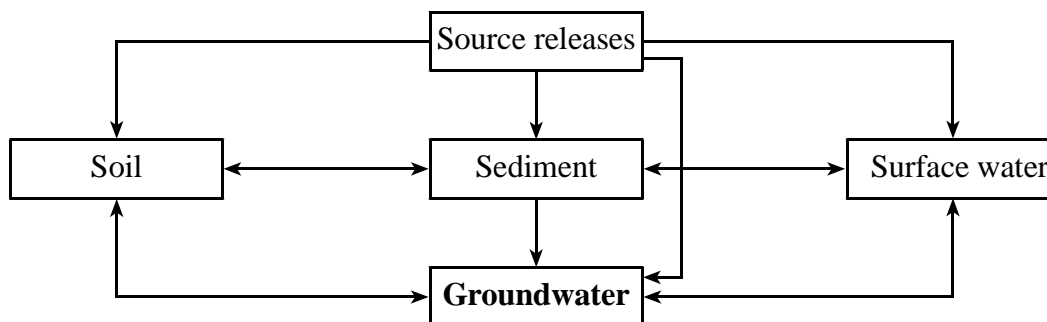 Source releases
Soil
Sediment
Surface water
Groundwater